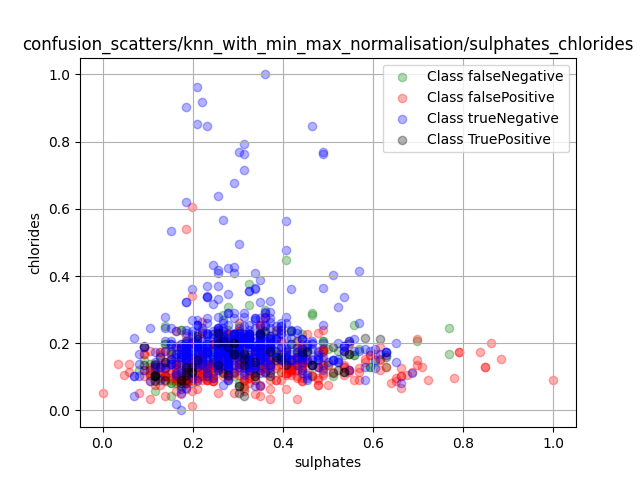 confusion_scatters/knn_with_min_max_normalisation/sulphates_chlorides
1.0
0.8
0.6
0.4
0.2
0.0
chlorides
Class falseNegative
Class falsePositive
Class trueNegative
Class TruePositive
0.0 0.2 0.4 0.6 0.8 1.0
sulphates